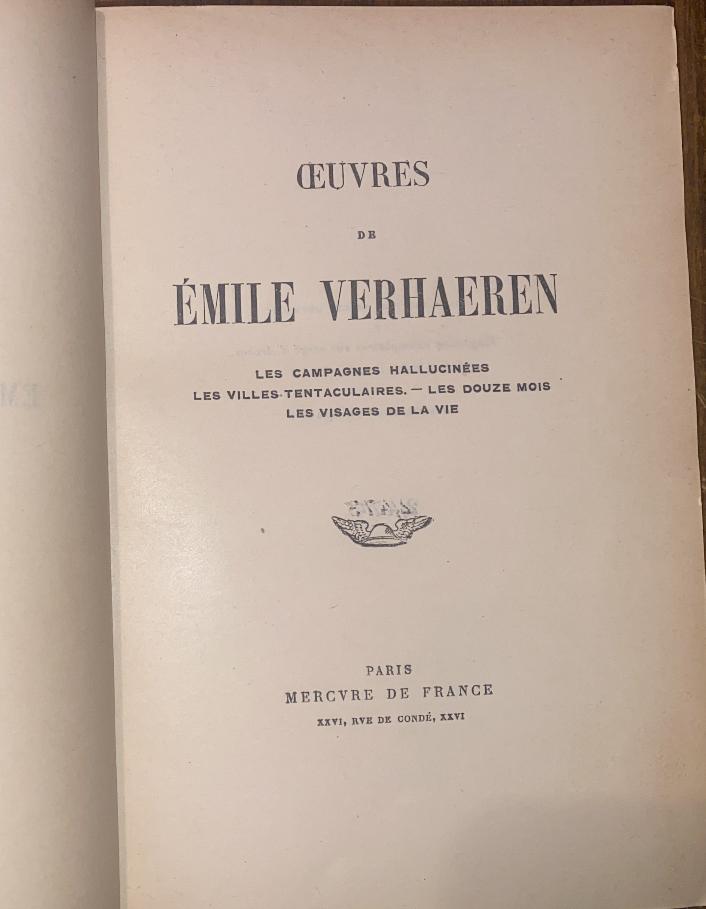 ŒUVRES
DE
ÉMILE VERHAEREN
LES CAMPAGNES HALLUCINÉES
LES VILLES TENTACULAIRES. — LES DOUZE MOIS
LES VISAGES DE LA VIE
PARIS
MERCVRE DE FRANCE
XXVI, RVE DE CONDÉ, XXVI